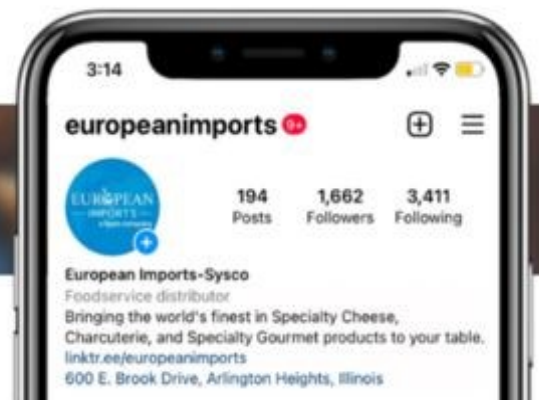 3:14
europeanimports 9+
EUROPEAN
IMPORTS
194 1,662 3,411
Posts Followers Following
European Imports-Sysco
Foodservice distributor
Bringing the world's finest in Specialty Cheese,
Charcuterie, and Specialty Gourmet products to your table.
linktr.ee/europeanimports
600 E. Brook Drive, Arlington Heights, Illinois